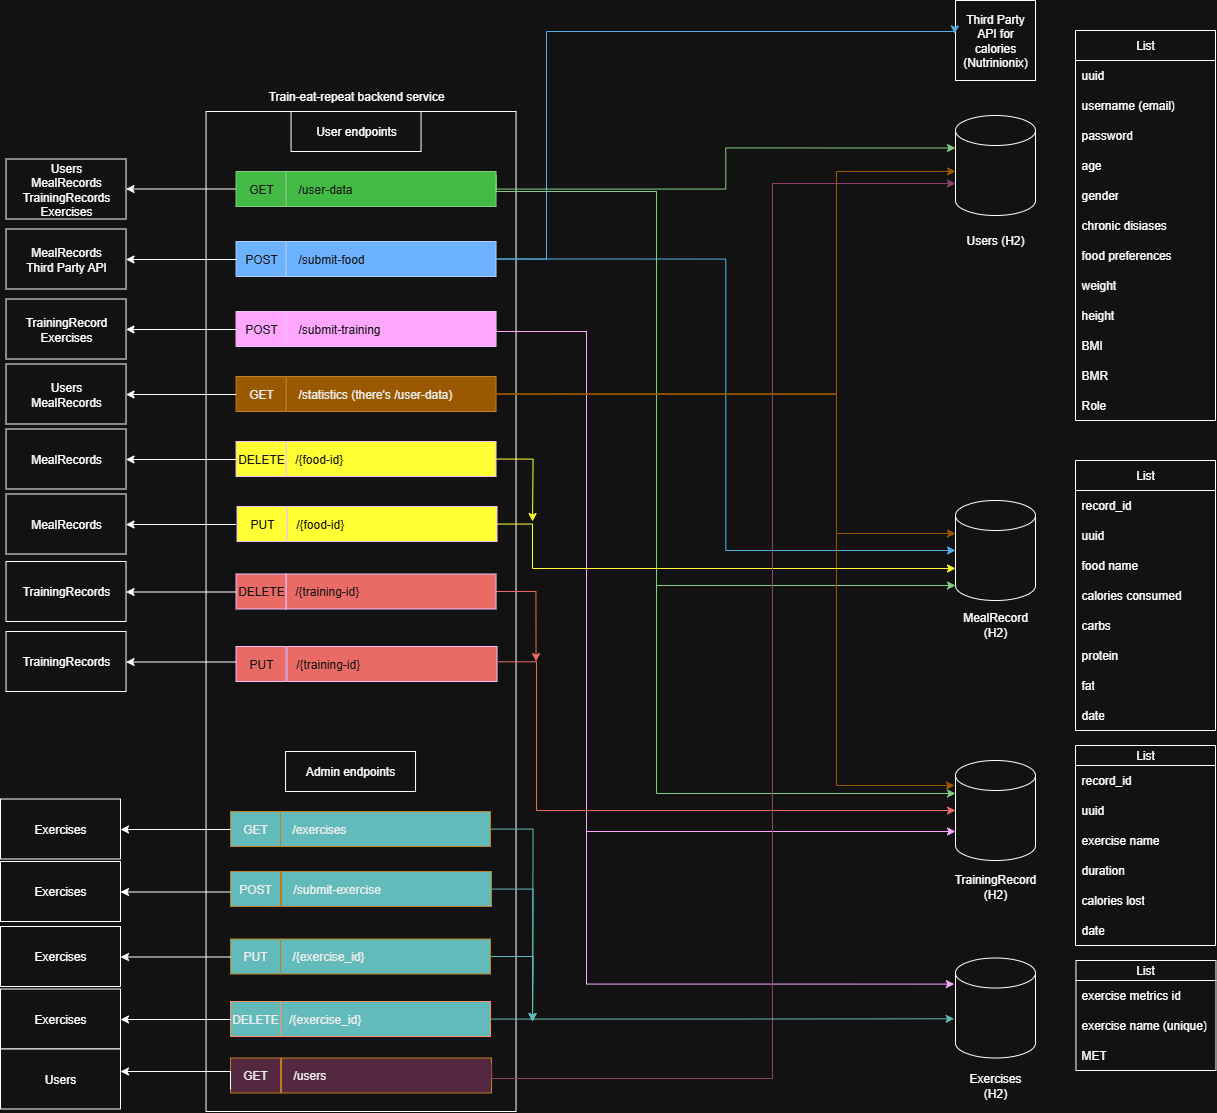 Third Party
API for
calories
(Nutrinionix)
Train-eat-repeat backend service
User endpoints
Users
MealRecords
TrainingRecords
Exercises
GET /user-data
MealRecords
Third Party API
POST /submit-food
TrainingRecord
Exercises
POST /submit-training
Users
MealRecords
GET /statistics (there's /user-data)
MealRecords
DELETE /{food-id}
MealRecords
PUT /{food-id}
TrainingRecords
DELETE /{training-id}
TrainingRecords
PUT /{training-id}
Admin endpoints
Exercises
GET /exercises
Exercises
POST /submit-exercise
Exercises
PUT /{exercise_id}
Exercises
DELETE /{exercise_id}
Users
GET /users
Users (H2)
MealRecord
(H2)
TrainingRecord
(H2)
Exercises
(H2)
List
uuid
username (email)
password
age
gender
chronic disiases
food preferences
weight
height
BMI
BMR
Role
List
record_id
uuid
food name
calories consumed
carbs
protein
fat
date
List
record_id
uuid
exercise name
duration
calories lost
date
List
exercise metrics id
exercise name (unique)
MET